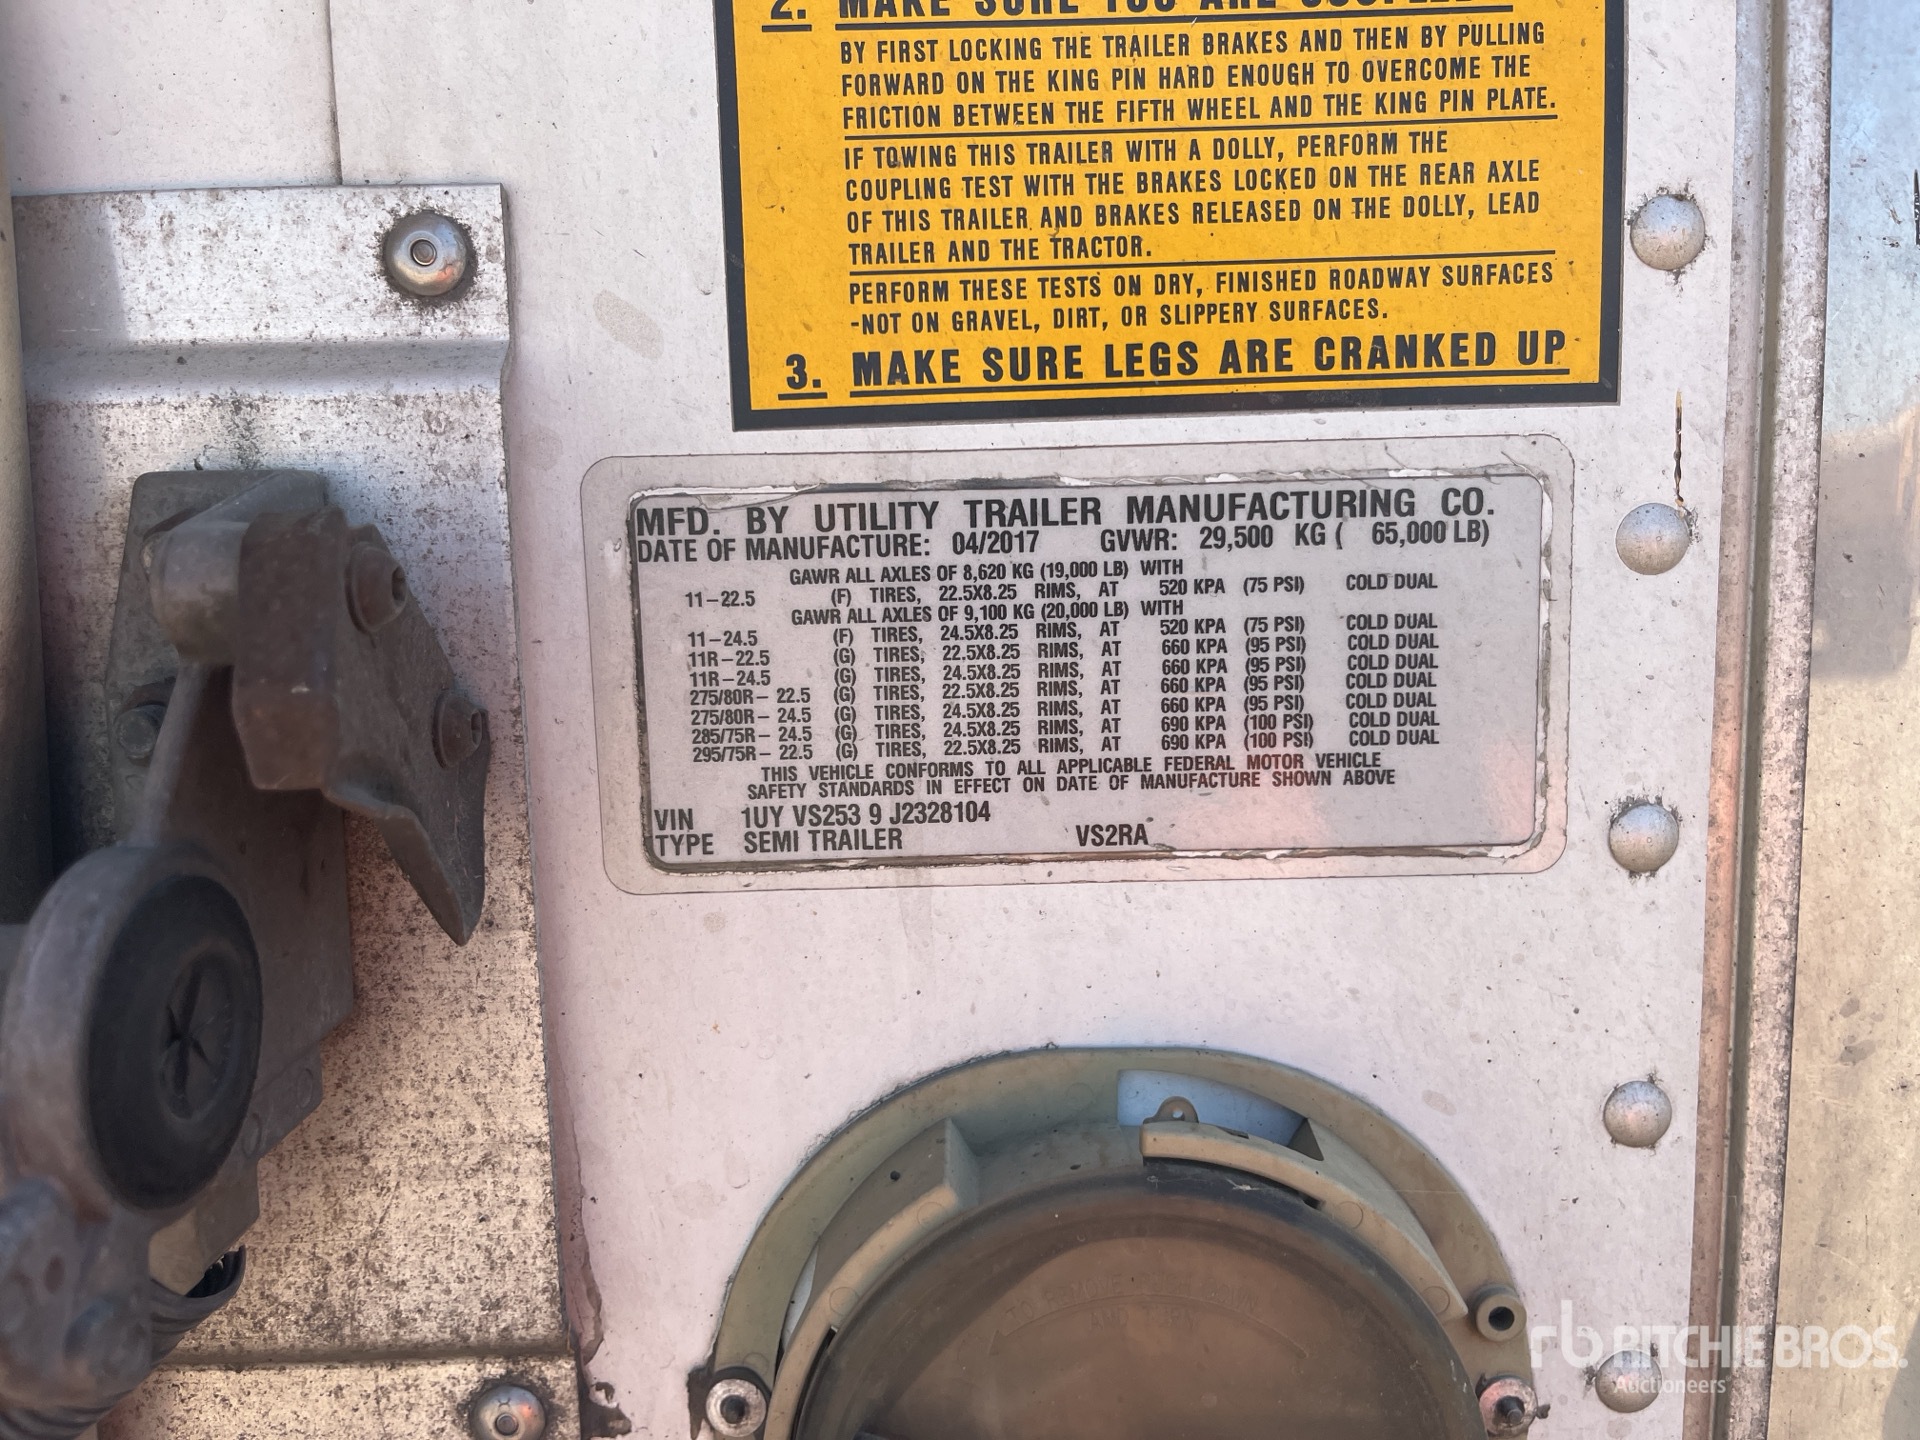 2. MAKE SURE YOU ARE COUPLED
BY FIRST LOCKING THE TRAILER BRAKES AND THEN BY PULLING
FORWARD ON THE KING PIN HARD ENOUGH TO OVERCOME THE
FRICTION BETWEEN THE FIFTH WHEEL AND THE KING PIN PLATE.
IF TOWING THIS TRAILER WITH A DOLLY, PERFORM THE
COUPLING TEST WITH THE BRAKES LOCKED ON THE REAR AXLE
OF THIS TRAILER AND BRAKES RELEASED ON THE DOLLY, LEAD
TRAILER AND THE TRACTOR.
PERFORM THESE TESTS ON DRY, FINISHED ROADWAY SURFACES
-NOT ON GRAVEL, DIRT, OR SLIPPERY SURFACES.
3. MAKE SURE LEGS ARE CRANKED UP
MFD. BY UTILITY TRAILER MANUFACTURING CO.
DATE OF MANUFACTURE: 04/2017 GVWR: 29,500 KG ( 65,000 LB)
GAWR ALL AXLES OF 8,620 KG (19,000 LB) WITH
11-22.5 (F) TIRES, 22.5X8.25 RIMS, AT 520 KPA (75 PSI) COLD DUAL
GAWR ALL AXLES OF 9,100 KG (20,000 LB) WITH
11-24.5 (F) TIRES, 24.5X8.25 RIMS, AT 520 KPA (75 PSI) COLD DUAL
11R-22.5 (G) TIRES, 22.5X8.25 RIMS, AT 660 KPA (95 PSI) COLD DUAL
11R-24.5 (G) TIRES, 24.5X8.25 RIMS, AT 660 KPA (95 PSI) COLD DUAL
275/80R- 22.5 (G) TIRES, 22.5X8.25 RIMS, AT 660 KPA (95 PSI) COLD DUAL
275/80R- 24.5 (G) TIRES, 24.5X8.25 RIMS, AT 660 KPA (95 PSI) COLD DUAL
285/75R- 24.5 (G) TIRES, 24.5X8.25 RIMS, AT 690 KPA (100 PSI) COLD DUAL
295/75R- 22.5 (G) TIRES, 22.5X8.25 RIMS, AT 690 KPA (100 PSI) COLD DUAL
THIS VEHICLE CONFORMS TO ALL APPLICABLE FEDERAL MOTOR VEHICLE
SAFETY STANDARDS IN EFFECT ON DATE OF MANUFACTURE SHOWN ABOVE
VIN 1UY VS253 9 J2328104
TYPE SEMI TRAILER VS2RA
rb RITCHIE BROS.
Auctioneers